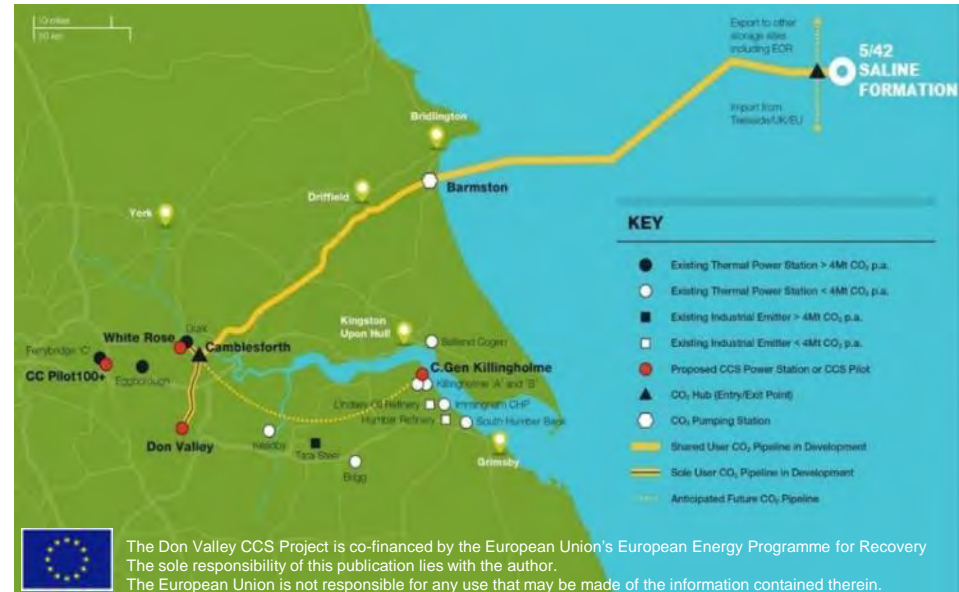 10 miles
10 km
Export to other
storage sites
including EOR
5/42
SALINE
FORMATION
Import from
Teesside/UK/EU
Bridlington
Barmston
Driffield
York
KEY
Existing Thermal Power Station > 4Mt CO₂ p.a.
Existing Thermal Power Station < 4Mt CO₂ p.a.
Existing Industrial Emitter > 4Mt CO₂ p.a.
Existing Industrial Emitter < 4Mt CO₂ p.a.
Proposed CCS Power Station or CCS Pilot
CO₂ Hub (Entry/Exit Point)
CO₂ Pumping Station
Shared User CO₂ Pipeline in Development
Sole User CO₂ Pipeline in Development
Anticipated Future CO₂ Pipeline
Kingston
Upon Hull
White Rose
Drax
Camblesforth
Saltend Cogen
Ferrybridge 'C'
CC Pilot100+
Eggborough
C.Gen Killingholme
Killingholme 'A' and 'B'
Lindsey Oil Refinery
Immingham CHP
Humber Refinery
South Humber Bank
Don Valley
Keadby
Tata Steel
Brigg
Grimsby
The Don Valley CCS Project is co-financed by the European Union's European Energy Programme for Recovery
The sole responsibility of this publication lies with the author.
The European Union is not responsible for any use that may be made of the information contained therein.